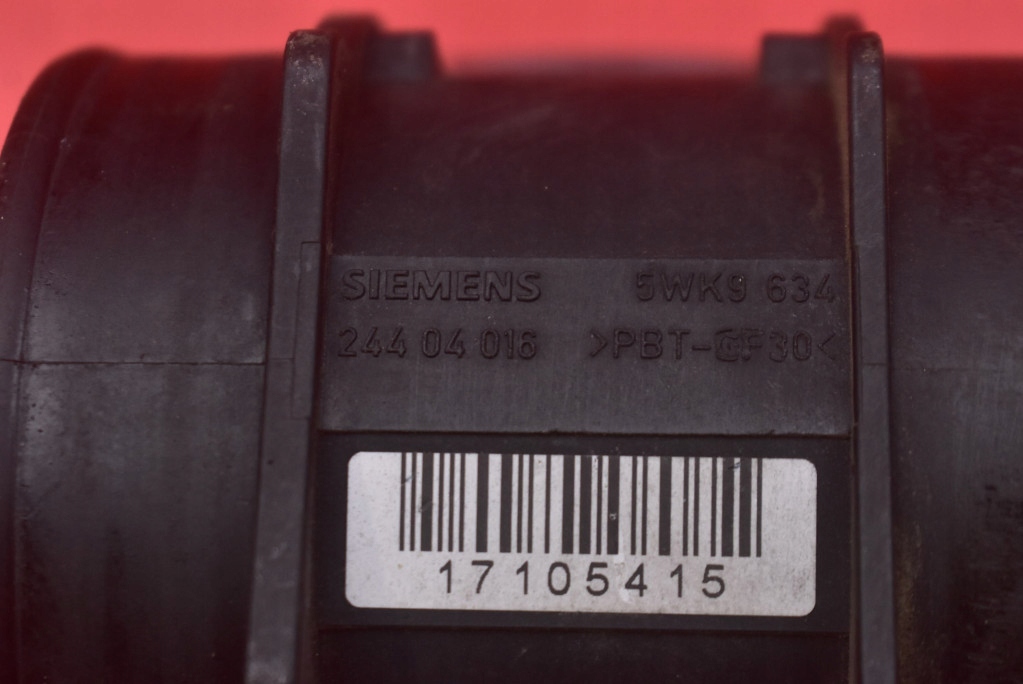 SIEMENS 5WK9 634
244 04 016 >PBT-GF30<
17105415